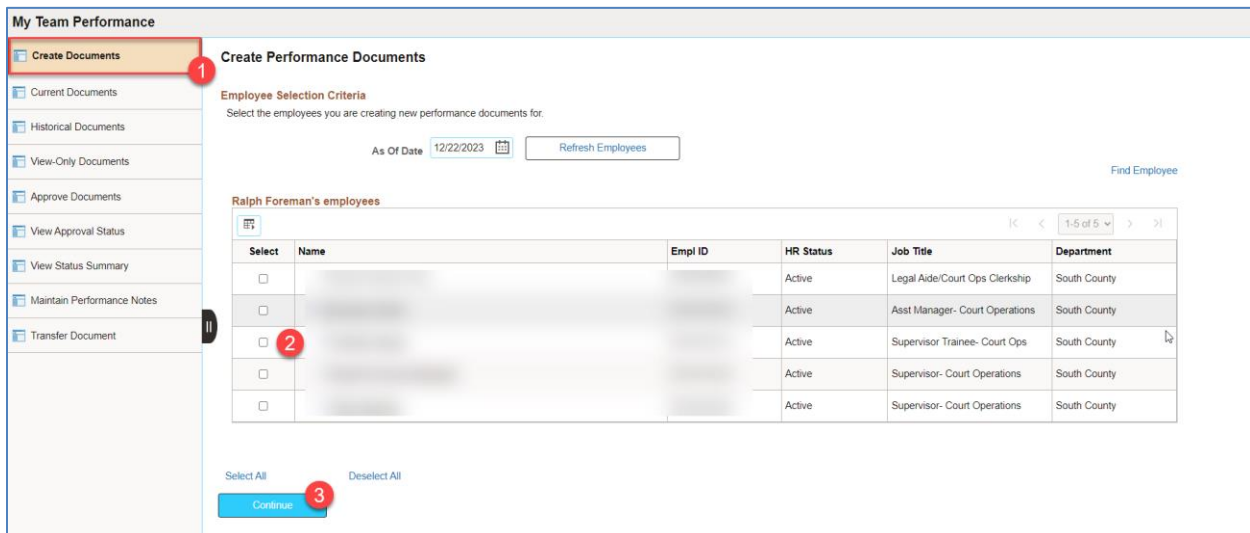 My Team Performance
Create Documents
1
Current Documents
Historical Documents
View-Only Documents
Approve Documents
View Approval Status
View Status Summary
Maintain Performance Notes
Transfer Document
Create Performance Documents
Employee Selection Criteria
Select the employees you are creating new performance documents for.
As Of Date 12/22/2023 Refresh Employees
Find Employee
Ralph Foreman's employees
1-5 of 5
Select Name Empl ID HR Status Job Title Department
Active Legal Aide/Court Ops Clerkship South County
Active Asst Manager- Court Operations South County
2 Active Supervisor Trainee- Court Ops South County
Active Supervisor- Court Operations South County
Active Supervisor- Court Operations South County
Select All Deselect All
Continue 3